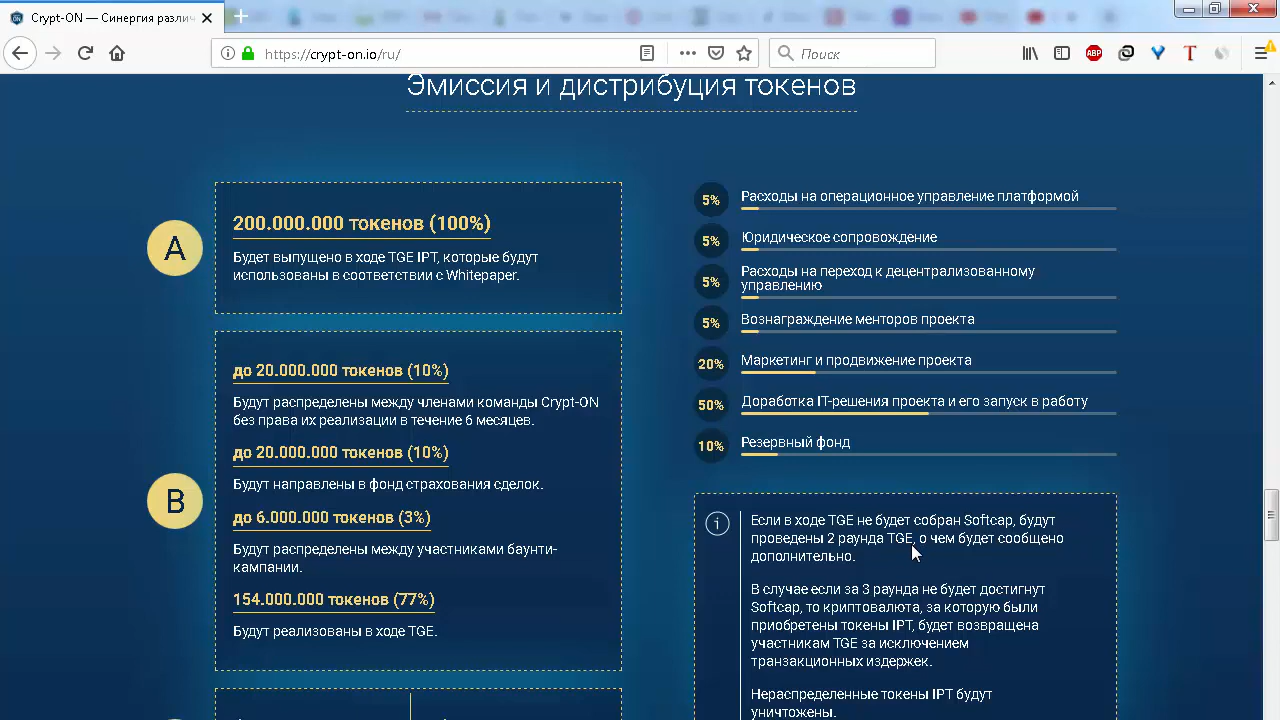 Crypt-ON — Синергия различ
https://crypt-on.io/ru/
Поиск
ABP
Эмиссия и дистрибуция токенов
A
200.000.000 токенов (100%)
Будет выпущено в ходе TGE IPT, которые будут
использованы в соответствии с Whitepaper.
B
до 20.000.000 токенов (10%)
Будут распределены между членами команды Crypt-ON
без права их реализации в течение 6 месяцев.
до 20.000.000 токенов (10%)
Будут направлены в фонд страхования сделок.
до 6.000.000 токенов (3%)
Будут распределены между участниками баунти-
кампании.
154.000.000 токенов (77%)
Будут реализованы в ходе TGE.
5% Расходы на операционное управление платформой
5% Юридическое сопровождение
5% Расходы на переход к децентрализованному
управлению
5% Вознаграждение менторов проекта
20% Маркетинг и продвижение проекта
50% Доработка IT-решения проекта и его запуск в работу
10% Резервный фонд
Если в ходе TGE не будет собран Softcap, будут
проведены 2 раунда TGE, о чем будет сообщено
дополнительно.
В случае если за 3 раунда не будет достигнут
Softcap, то криптовалюта, за которую были
приобретены токены IPT, будет возвращена
участникам TGE за исключением
транзакционных издержек.
Нераспределенные токены IPT будут
уничтожены.